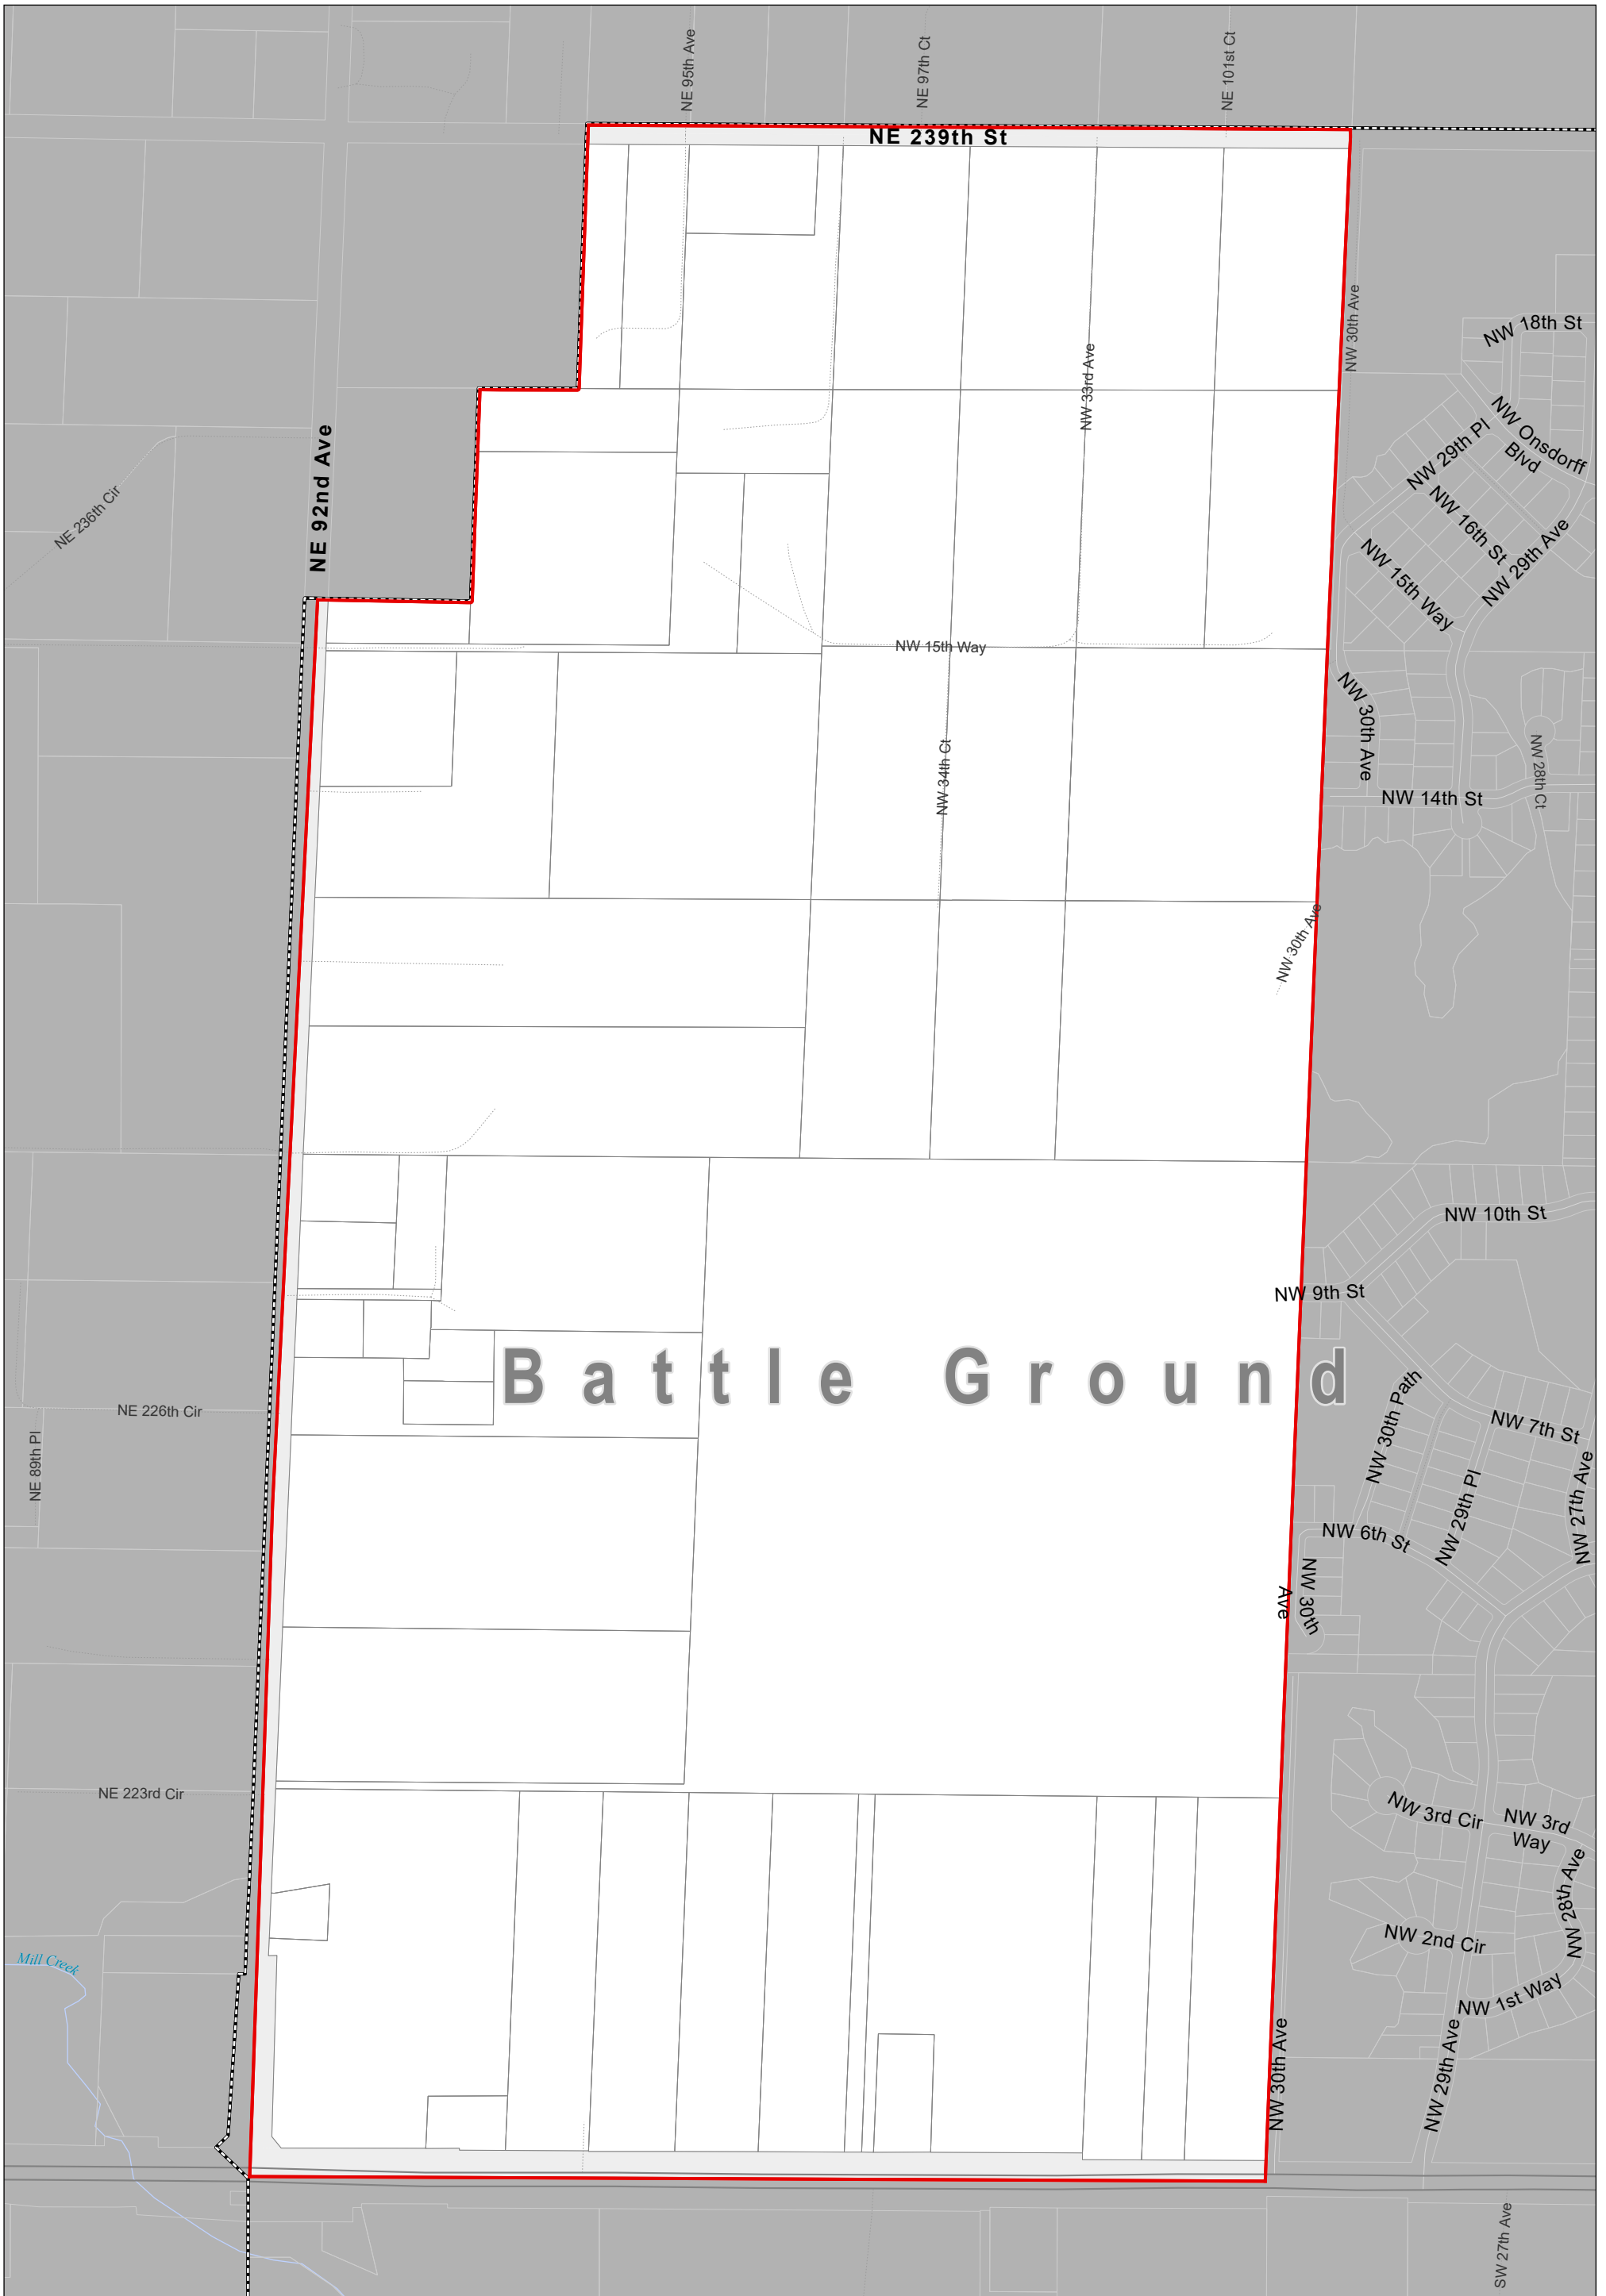 NE 95th Ave
NE 97th Ct
NE 101st Ct
NE 239th St
NW 30th Ave
NW 18th St
NW 33rd Ave
NW Onsdorff
Blvd
NW 29th Pl
NE 92nd Ave
NE 236th Cir
NW 16th St
NW 29th Ave
NW 15th Way
NW 15th Way
NW 30th Ave
NW 34th Ct
NW 28th Ct
NW 14th St
NW 30th Ave
NW 10th St
NW 9th St
Battle Ground
NE 226th Cir
NE 89th Pl
NW 30th Path
NW 7th St
NW 29th Pl
NW 27th Ave
NW 6th St
NW 30th
Ave
NE 223rd Cir
NW 3rd Cir
NW 3rd
Way
NW 28th Ave
NW 2nd Cir
Mill Creek
NW 1st Way
NW 30th Ave
NW 29th Ave
SW 27th Ave